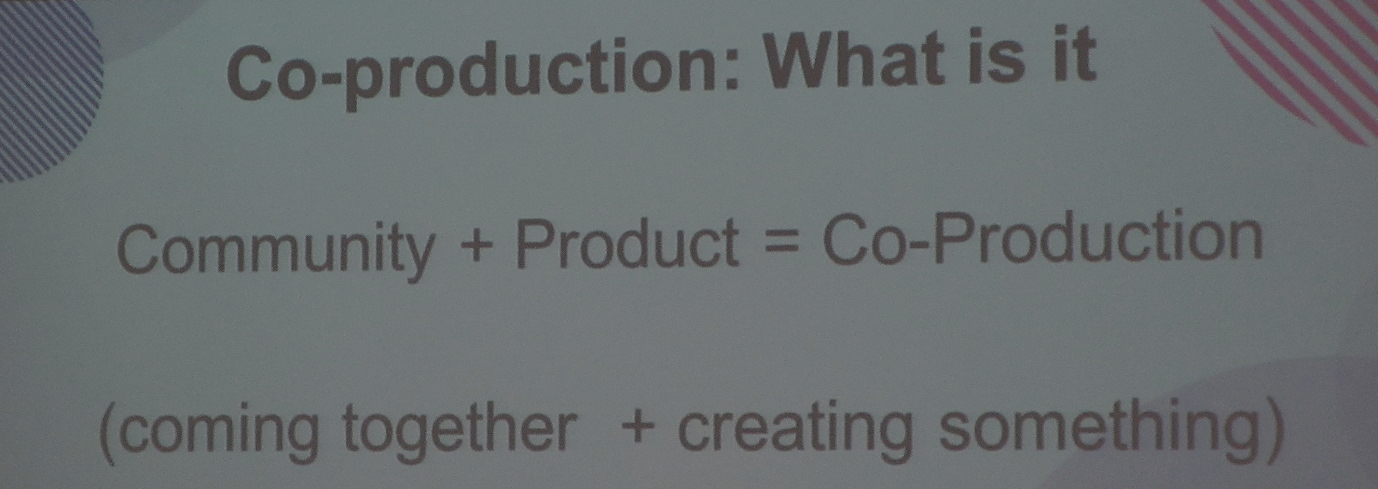 Co-production: What is it
Community + Product = Co-Production
(coming together + creating something)